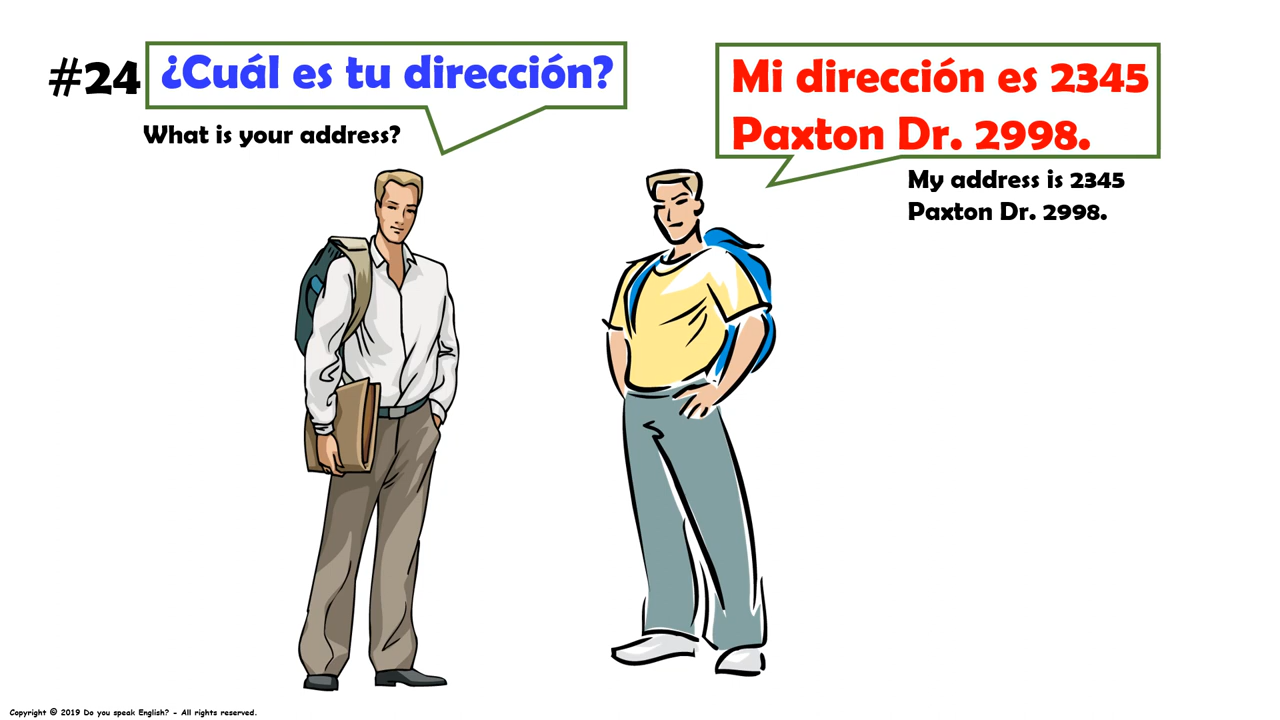 #24
¿Cuál es tu dirección?
What is your address?
Mi dirección es 2345
Paxton Dr. 2998.
My address is 2345
Paxton Dr. 2998.
Copyright © 2019 Do you speak English? - All rights reserved.